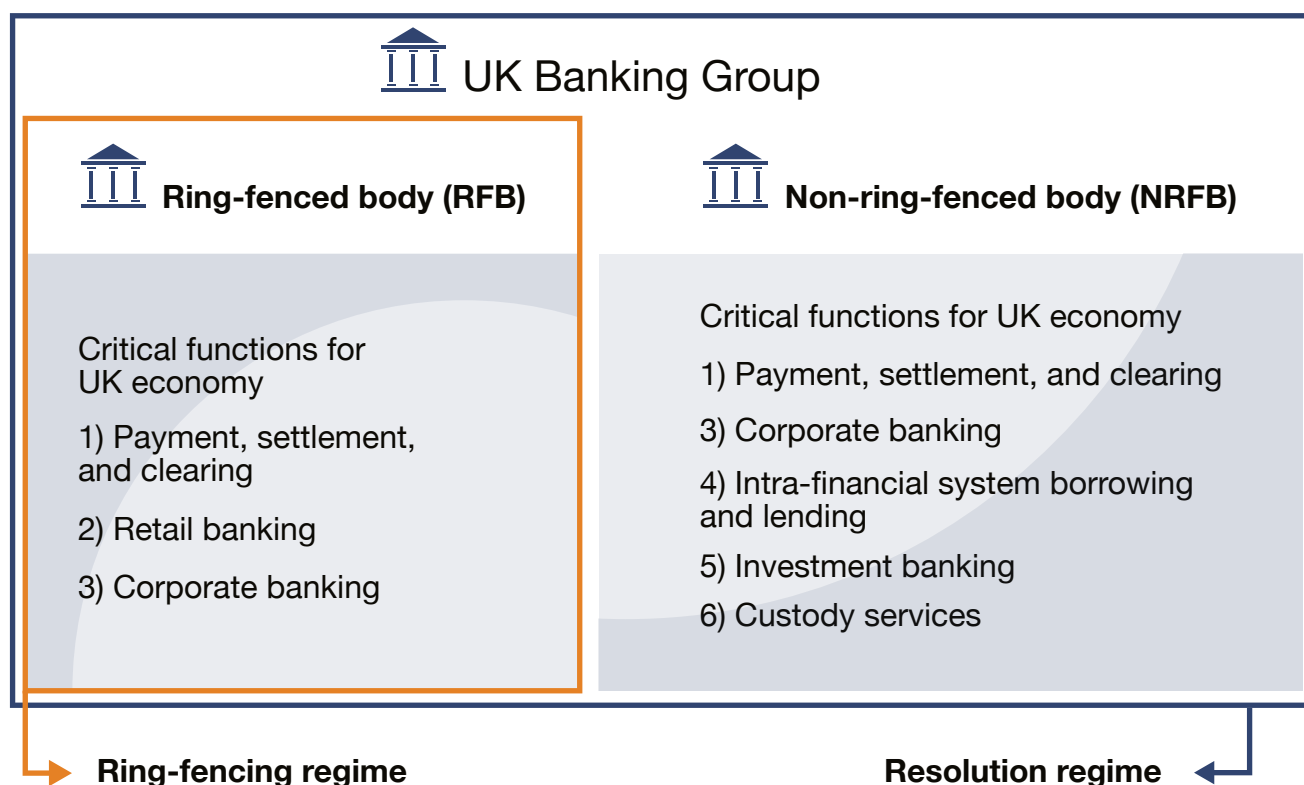 UK Banking Group
Ring-fenced body (RFB)
Critical functions for
UK economy
1) Payment, settlement,
and clearing
2) Retail banking
3) Corporate banking
Non-ring-fenced body (NRFB)
Critical functions for UK economy
1) Payment, settlement, and clearing
3) Corporate banking
4) Intra-financial system borrowing
and lending
5) Investment banking
6) Custody services
Ring-fencing regime
Resolution regime